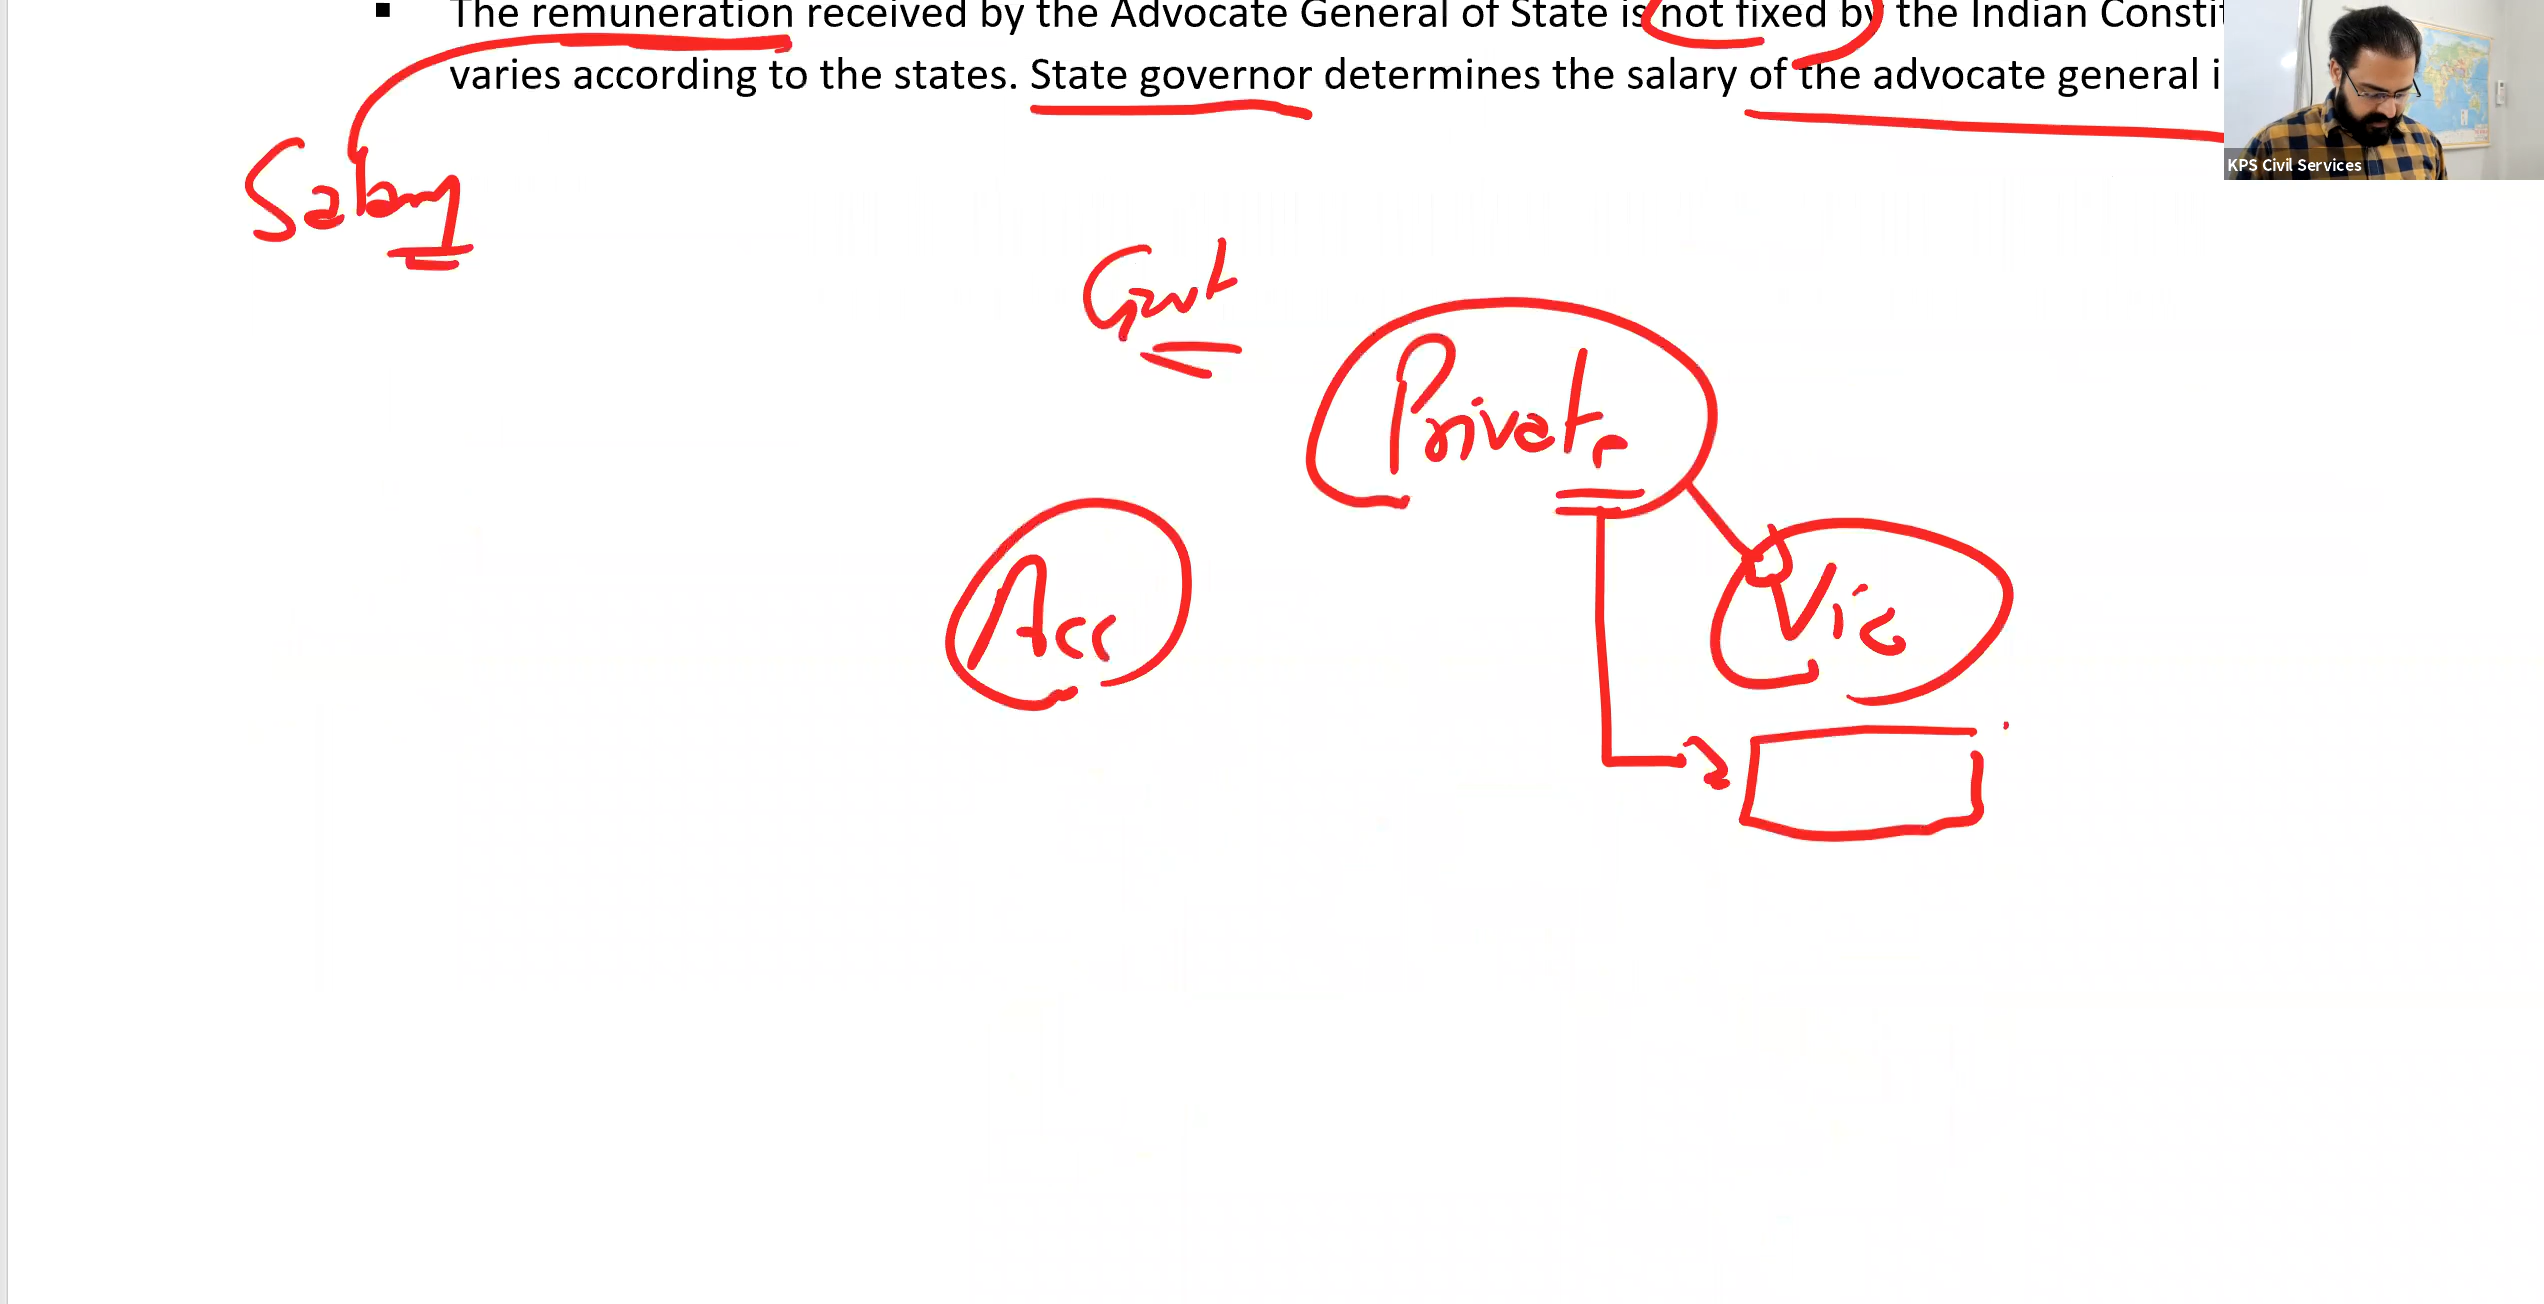 ▪ The remuneration received by the Advocate General of State is not fixed by the Indian Consti
varies according to the states. State governor determines the salary of the advocate general i
KPS Civil Services
Salary
Govt
Private
Acc
Vic